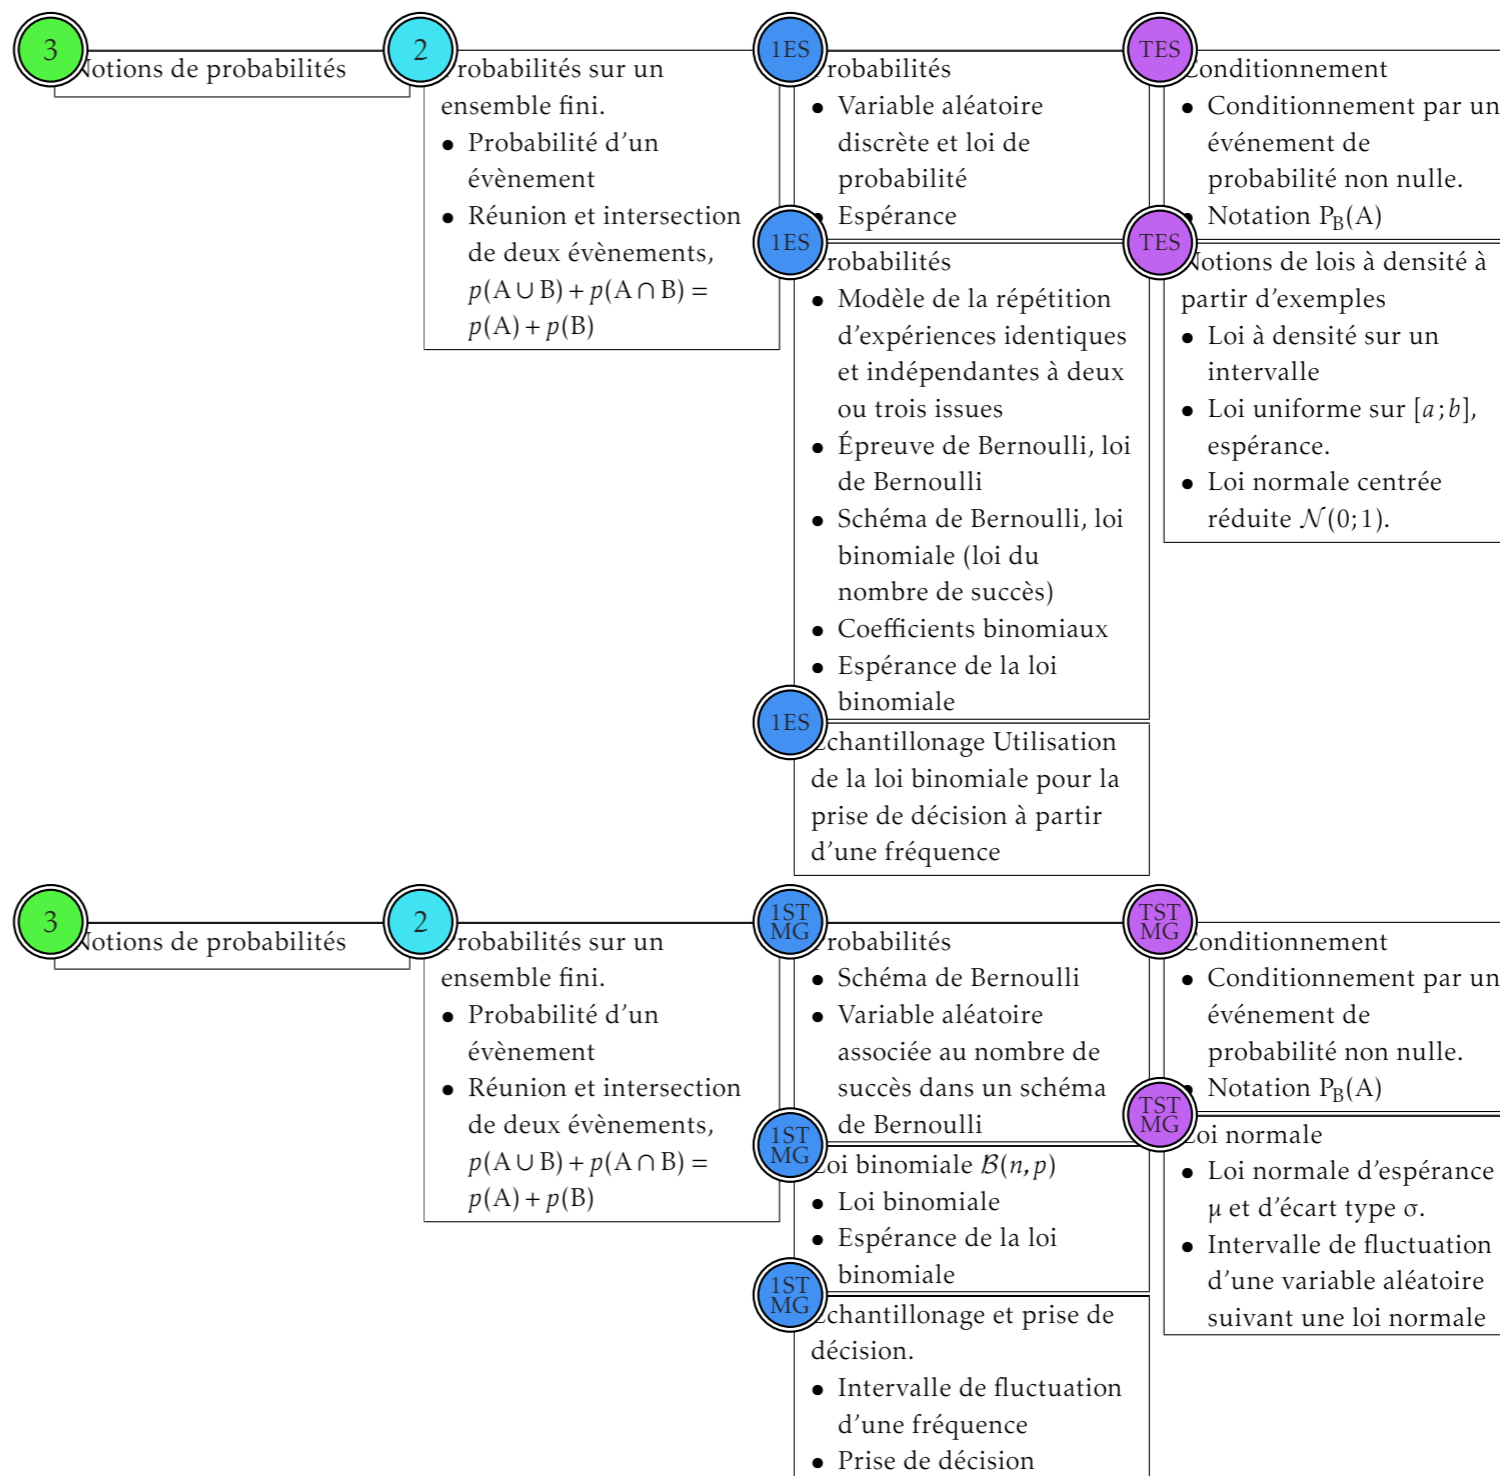 3
Notions de probabilités
2
Probabilités sur un
ensemble fini.
• Probabilité d'un
évènement
• Réunion et intersection
de deux évènements,
p(A ∪ B) + p(A ∩ B) =
p(A) + p(B)
1ES
Probabilités
• Variable aléatoire
discrète et loi de
probabilité
• Espérance
1ES
Probabilités
• Modèle de la répétition
d'expériences identiques
et indépendantes à deux
ou trois issues
• Épreuve de Bernoulli, loi
de Bernoulli
• Schéma de Bernoulli, loi
binomiale (loi du
nombre de succès)
• Coefficients binomiaux
• Espérance de la loi
binomiale
1ES
Échantillonage Utilisation
de la loi binomiale pour la
prise de décision à partir
d'une fréquence
TES
Conditionnement
• Conditionnement par un
événement de
probabilité non nulle.
• Notation P_B(A)
TES
Notions de lois à densité à
partir d'exemples
• Loi à densité sur un
intervalle
• Loi uniforme sur [a;b],
espérance.
• Loi normale centrée
réduite 𝒩(0;1).
3
Notions de probabilités
2
Probabilités sur un
ensemble fini.
• Probabilité d'un
évènement
• Réunion et intersection
de deux évènements,
p(A ∪ B) + p(A ∩ B) =
p(A) + p(B)
1ST
MG
Probabilités
• Schéma de Bernoulli
• Variable aléatoire
associée au nombre de
succès dans un schéma
de Bernoulli
1ST
MG
Loi binomiale ℬ(n,p)
• Loi binomiale
• Espérance de la loi
binomiale
1ST
MG
Échantillonage et prise de
décision.
• Intervalle de fluctuation
d'une fréquence
• Prise de décision
TST
MG
Conditionnement
• Conditionnement par un
événement de
probabilité non nulle.
• Notation P_B(A)
TST
MG
Loi normale
• Loi normale d'espérance
μ et d'écart type σ.
• Intervalle de fluctuation
d'une variable aléatoire
suivant une loi normale